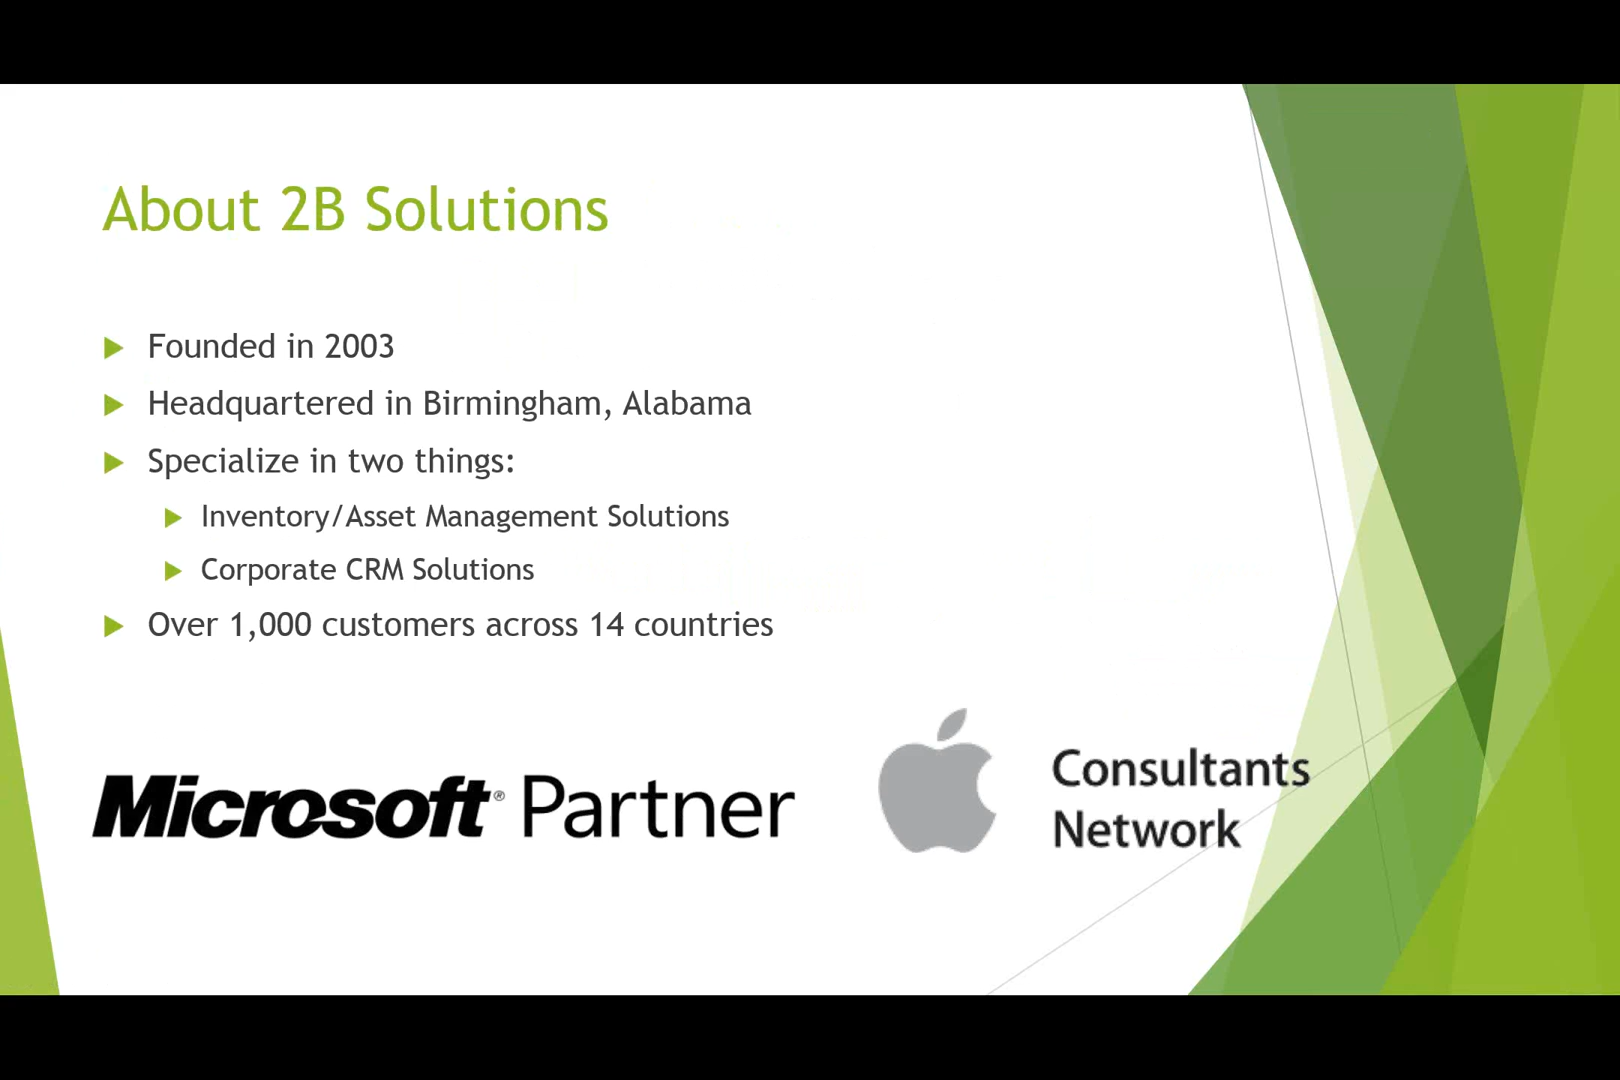 About 2B Solutions
Founded in 2003
Headquartered in Birmingham, Alabama
Specialize in two things:
Inventory/Asset Management Solutions
Corporate CRM Solutions
Over 1,000 customers across 14 countries
Microsoft® Partner
Consultants
Network